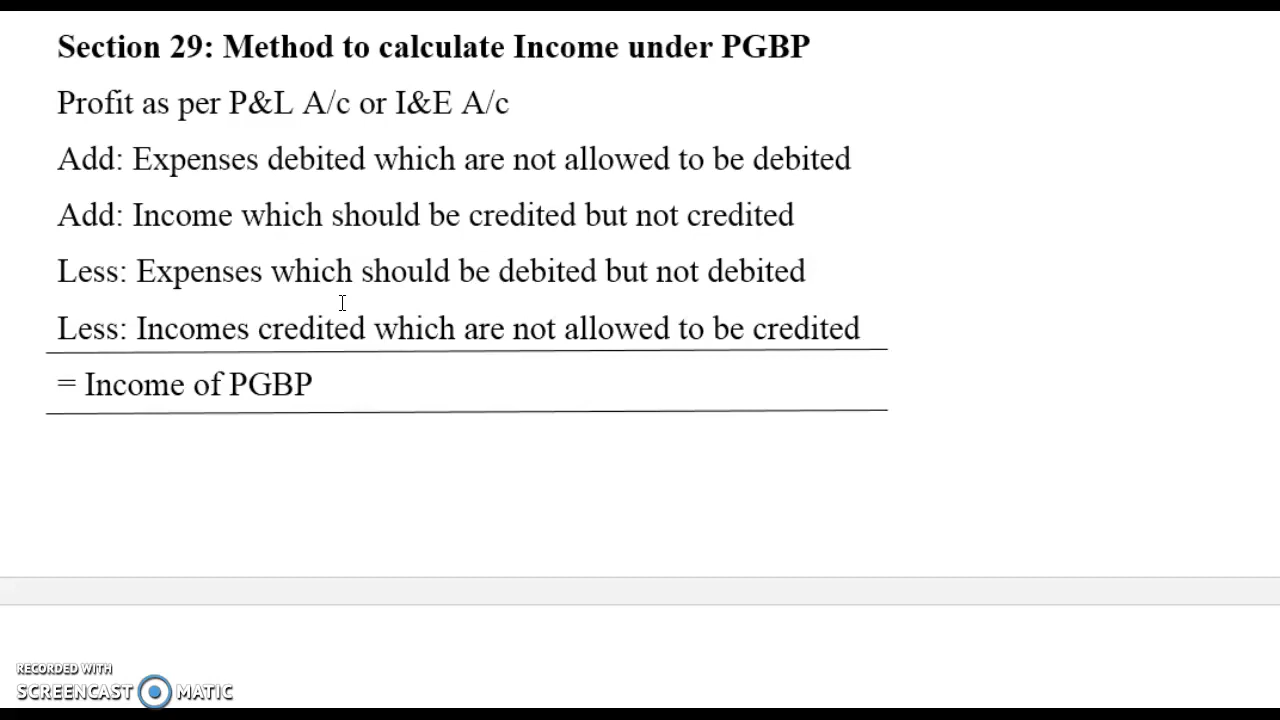 Section 29: Method to calculate Income under PGBP
Profit as per P&L A/c or I&E A/c
Add: Expenses debited which are not allowed to be debited
Add: Income which should be credited but not credited
Less: Expenses which should be debited but not debited
Less: Incomes credited which are not allowed to be credited
= Income of PGBP
RECORDED WITH
SCREENCAST MATIC